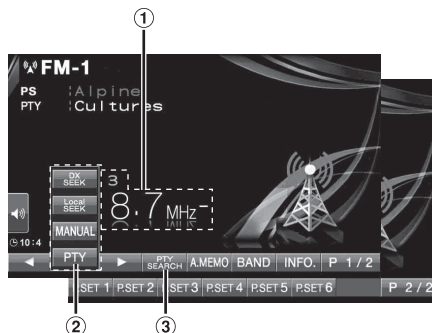 ①
FM-1
PS Alpine
PTY Cultures
DX SEEK
3
Local SEEK
8.7 MHz
MANUAL
10:4
PTY
PTY SEARCH A.MEMO BAND INFO. P 1/2
P.SET 2 P.SET 4 P.SET 5 P.SET 6 P 2/2
SET 1 SET 3
② ③